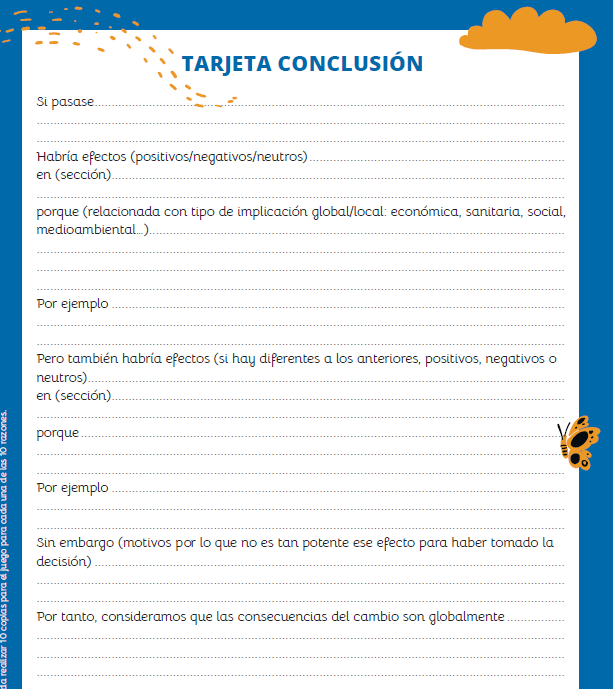 TARJETA CONCLUSIÓN
Si pasase
Habría efectos (positivos/negativos/neutros)
en (sección)
porque (relacionada con tipo de implicación global/local: económica, sanitaria, social,
medioambiental...)
Por ejemplo
Pero también habría efectos (si hay diferentes a los anteriores, positivos, negativos o
neutros)
en (sección)
porque
Por ejemplo
Sin embargo (motivos por lo que no es tan potente ese efecto para haber tomado la
decisión)
Por tanto, consideramos que las consecuencias del cambio son globalmente
realizar 10 copias para el juego para cada una de las 10 razones.